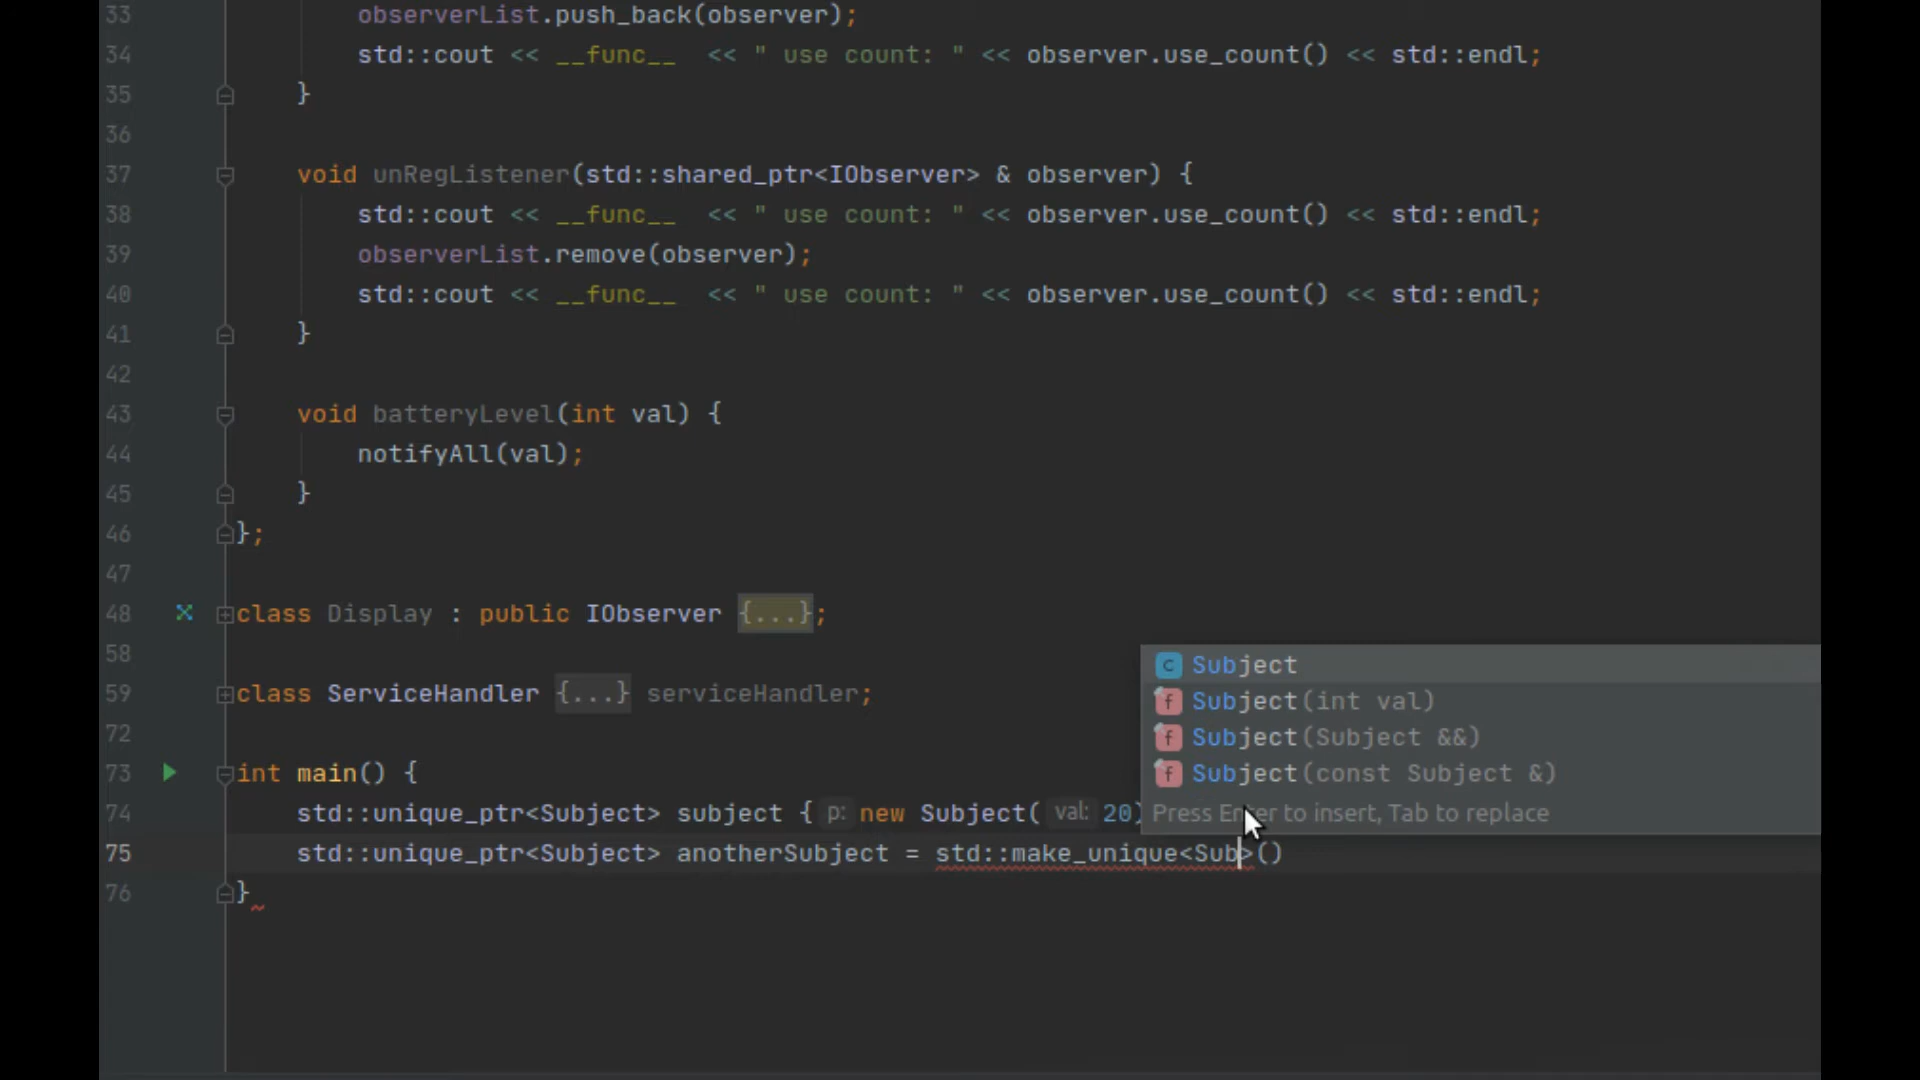 33 observerList.push_back(observer);
34 std::cout << __func__ << " use count: " << observer.use_count() << std::endl;
35 }
36
37 void unRegListener(std::shared_ptr<IObserver> & observer) {
38 std::cout << __func__ << " use count: " << observer.use_count() << std::endl;
39 observerList.remove(observer);
40 std::cout << __func__ << " use count: " << observer.use_count() << std::endl;
41 }
42
43 void batteryLevel(int val) {
44 notifyAll(val);
45 }
46 };
47
48 class Display : public IObserver {...};
58
59 class ServiceHandler {...} serviceHandler;
72
73 int main() {
74 std::unique_ptr<Subject> subject { p: new Subject( val: 20)
75 std::unique_ptr<Subject> anotherSubject = std::make_unique<Sub>()
76 }
c Subject
f Subject(int val)
f Subject(Subject &&)
f Subject(const Subject &)
Press Enter to insert, Tab to replace